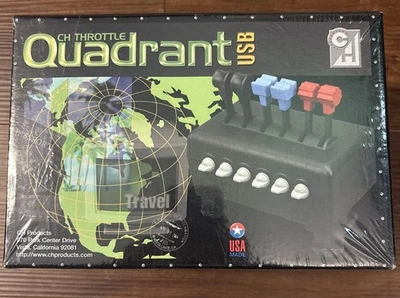 CH THROTTLE
Quadrant
USB
CH
Travel
CH Products
970 Park Center Drive
Vista, California 92081
http://www.chproducts.com
USA
MADE